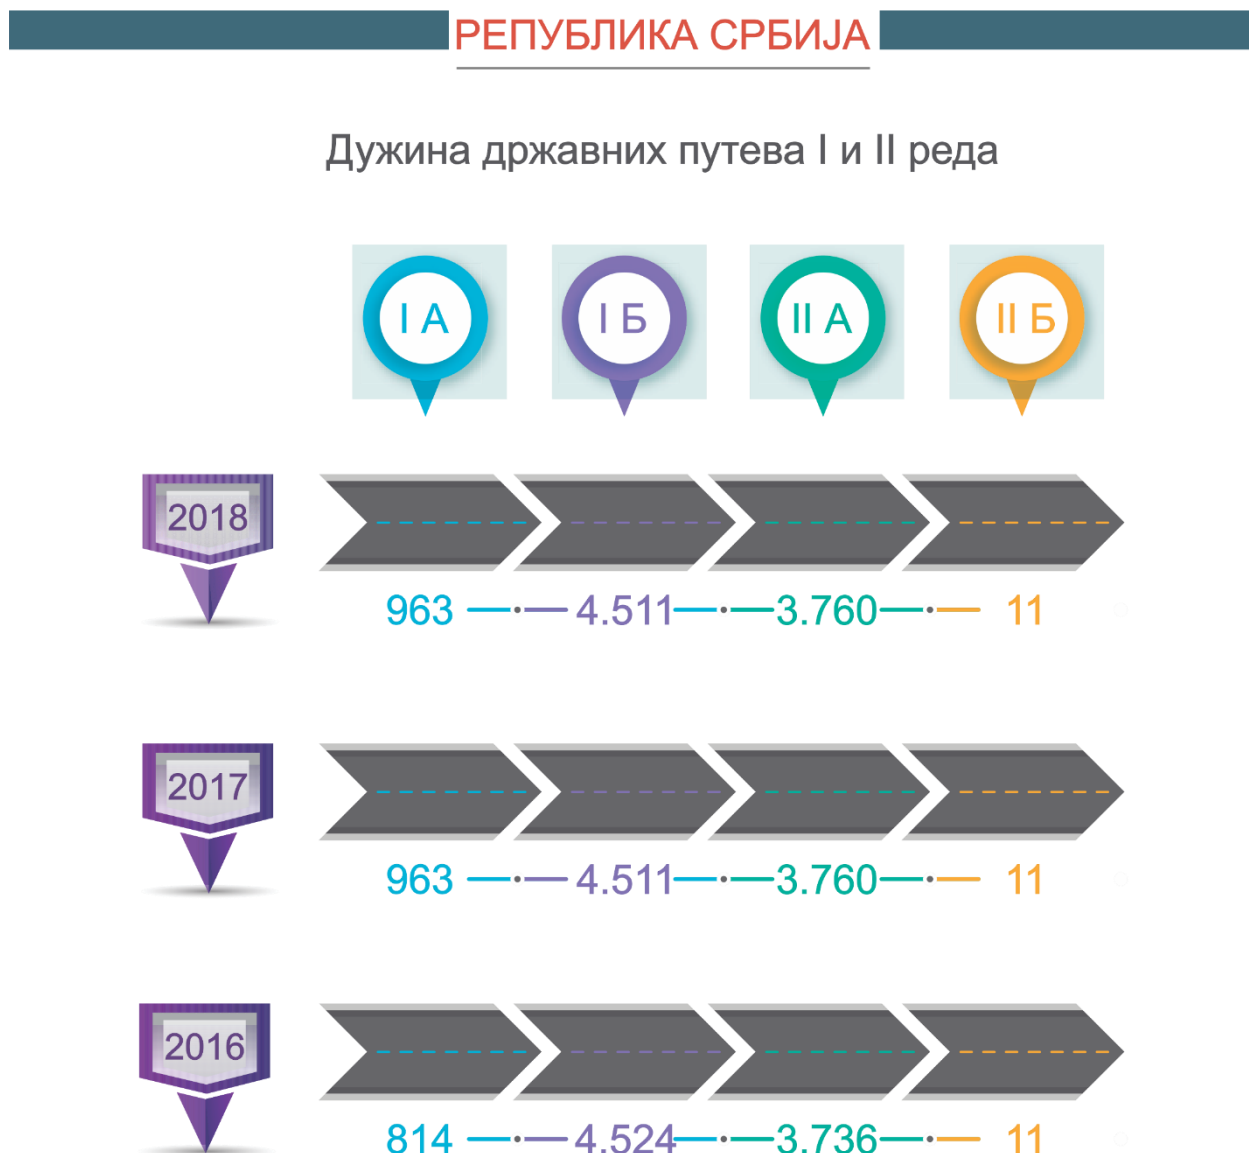 РЕПУБЛИКА СРБИЈА
Дужина државних путева I и II реда
I А I Б II А II Б
2018
963 4.511 3.760 11
2017
963 4.511 3.760 11
2016
814 4.524 3.736 11